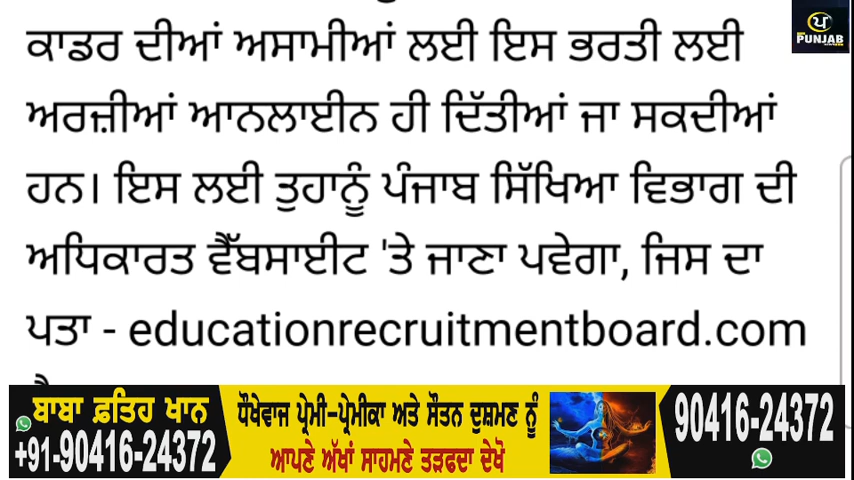 ਪੰ
PUNJAB
ਕਾਡਰ ਦੀਆਂ ਅਸਾਮੀਆਂ ਲਈ ਇਸ ਭਰਤੀ ਲਈ
ਅਰਜ਼ੀਆਂ ਆਨਲਾਈਨ ਹੀ ਦਿੱਤੀਆਂ ਜਾ ਸਕਦੀਆਂ
ਹਨ। ਇਸ ਲਈ ਤੁਹਾਨੂੰ ਪੰਜਾਬ ਸਿੱਖਿਆ ਵਿਭਾਗ ਦੀ
ਅਧਿਕਾਰਤ ਵੈੱਬਸਾਈਟ 'ਤੇ ਜਾਣਾ ਪਵੇਗਾ, ਜਿਸ ਦਾ
ਪਤਾ - educationrecruitmentboard.com
ਬਾਬਾ ਫ਼ਤਿਹ ਖਾਨ
+91-90416-24372
ਧੌਖੇਵਾਜ ਪ੍ਰੇਮੀ-ਪ੍ਰੇਮੀਕਾ ਅਤੇ ਸੌਤਨ ਦੁਸ਼ਮਣ ਨੂੰ
ਆਪਣੇ ਅੱਖਾਂ ਸਾਹਮਣੇ ਤੜਫਦਾ ਦੇਖੋ
90416-24372